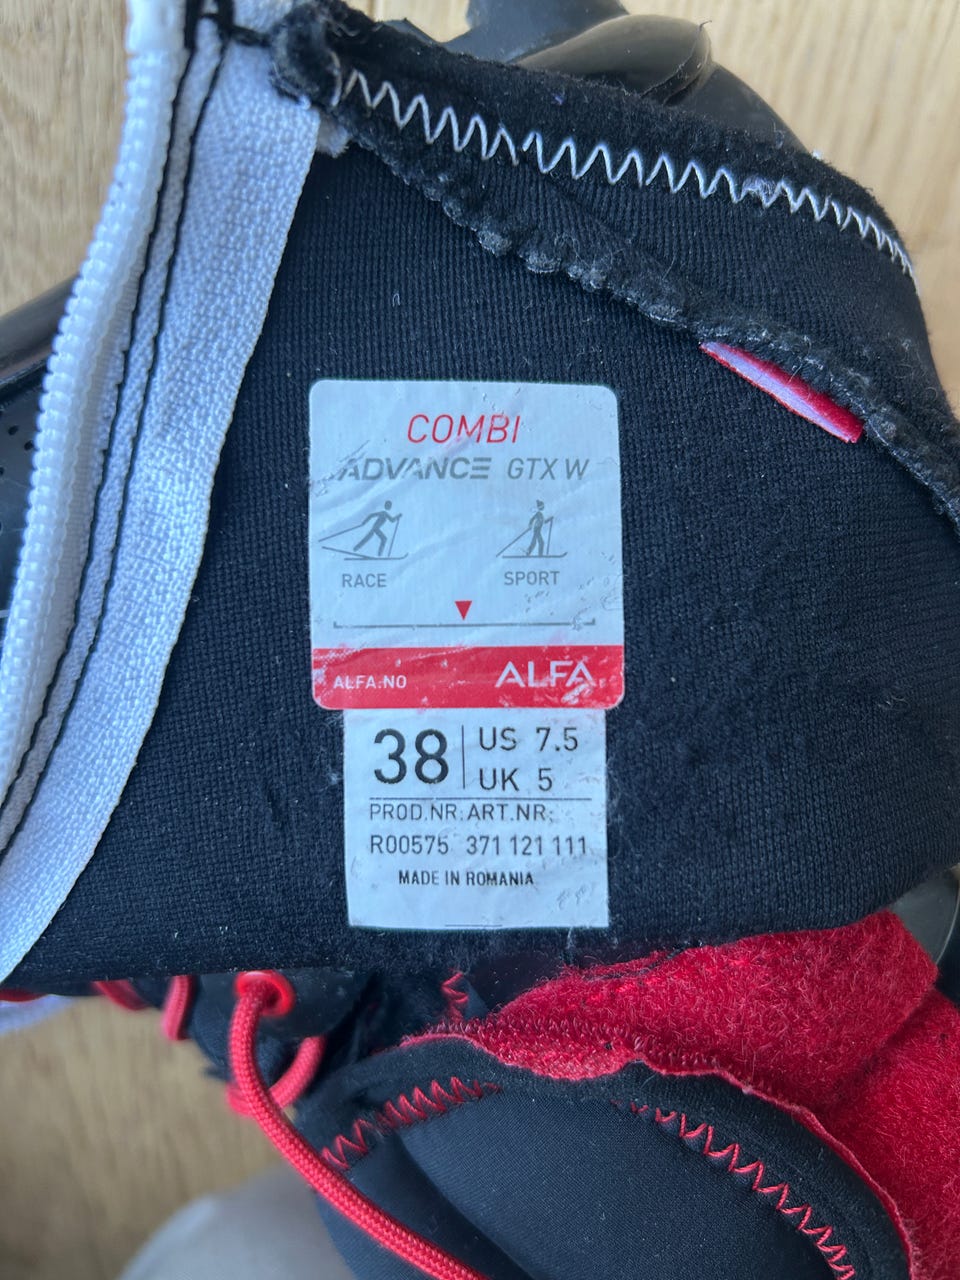 COMBI
ADVANCE GTX W
RACE SPORT
ALFA.NO ALFA
38 US 7.5
UK 5
PROD.NR: ART.NR:
R00575 371 121 111
MADE IN ROMANIA